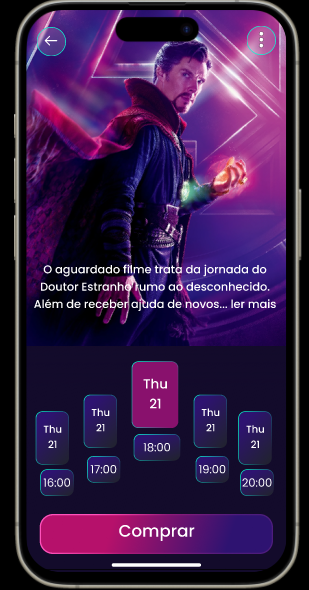 O aguardado filme trata da jornada do
Doutor Estranho rumo ao desconhecido.
Além de receber ajuda de novos... ler mais
Thu
21
Thu
21
Thu
21
Thu
21
Thu
21
16:00
17:00
18:00
19:00
20:00
Comprar